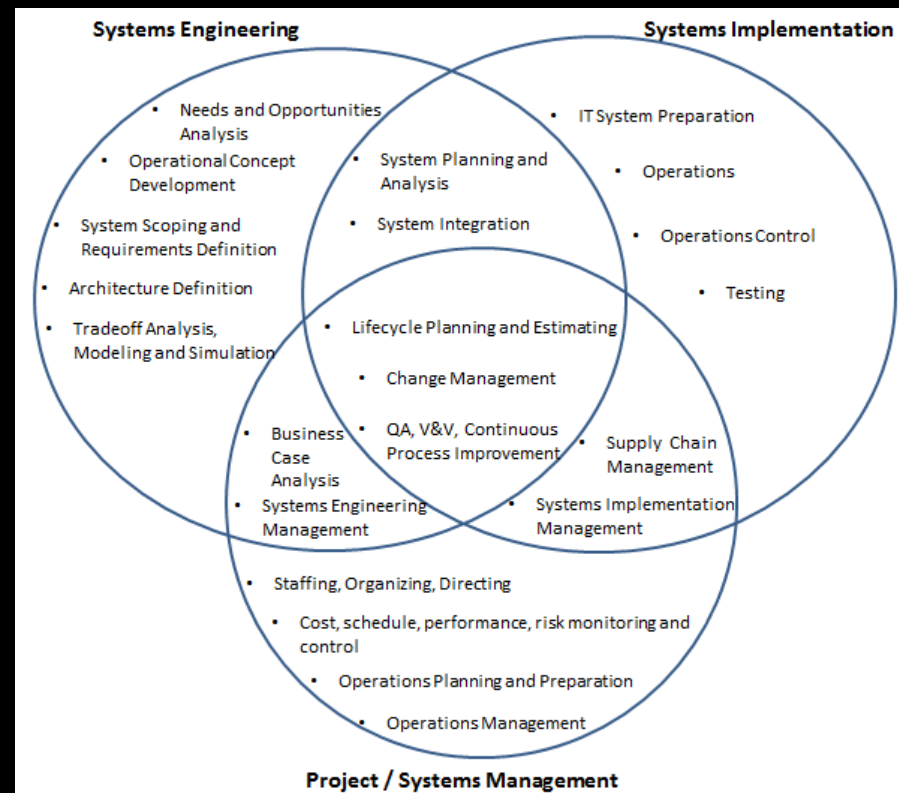 Systems Engineering
Systems Implementation
• Needs and Opportunities
Analysis
• Operational Concept
Development
• System Scoping and
Requirements Definition
• Architecture Definition
• Tradeoff Analysis,
Modeling and Simulation
• System Planning and
Analysis
• System Integration
• IT System Preparation
• Operations
• Operations Control
• Testing
• Lifecycle Planning and Estimating
• Change Management
• QA, V&V, Continuous
Process Improvement
• Business
Case
Analysis
• Systems Engineering
Management
• Supply Chain
Management
• Systems Implementation
Management
• Staffing, Organizing, Directing
• Cost, schedule, performance, risk monitoring and
control
• Operations Planning and Preparation
• Operations Management
Project / Systems Management